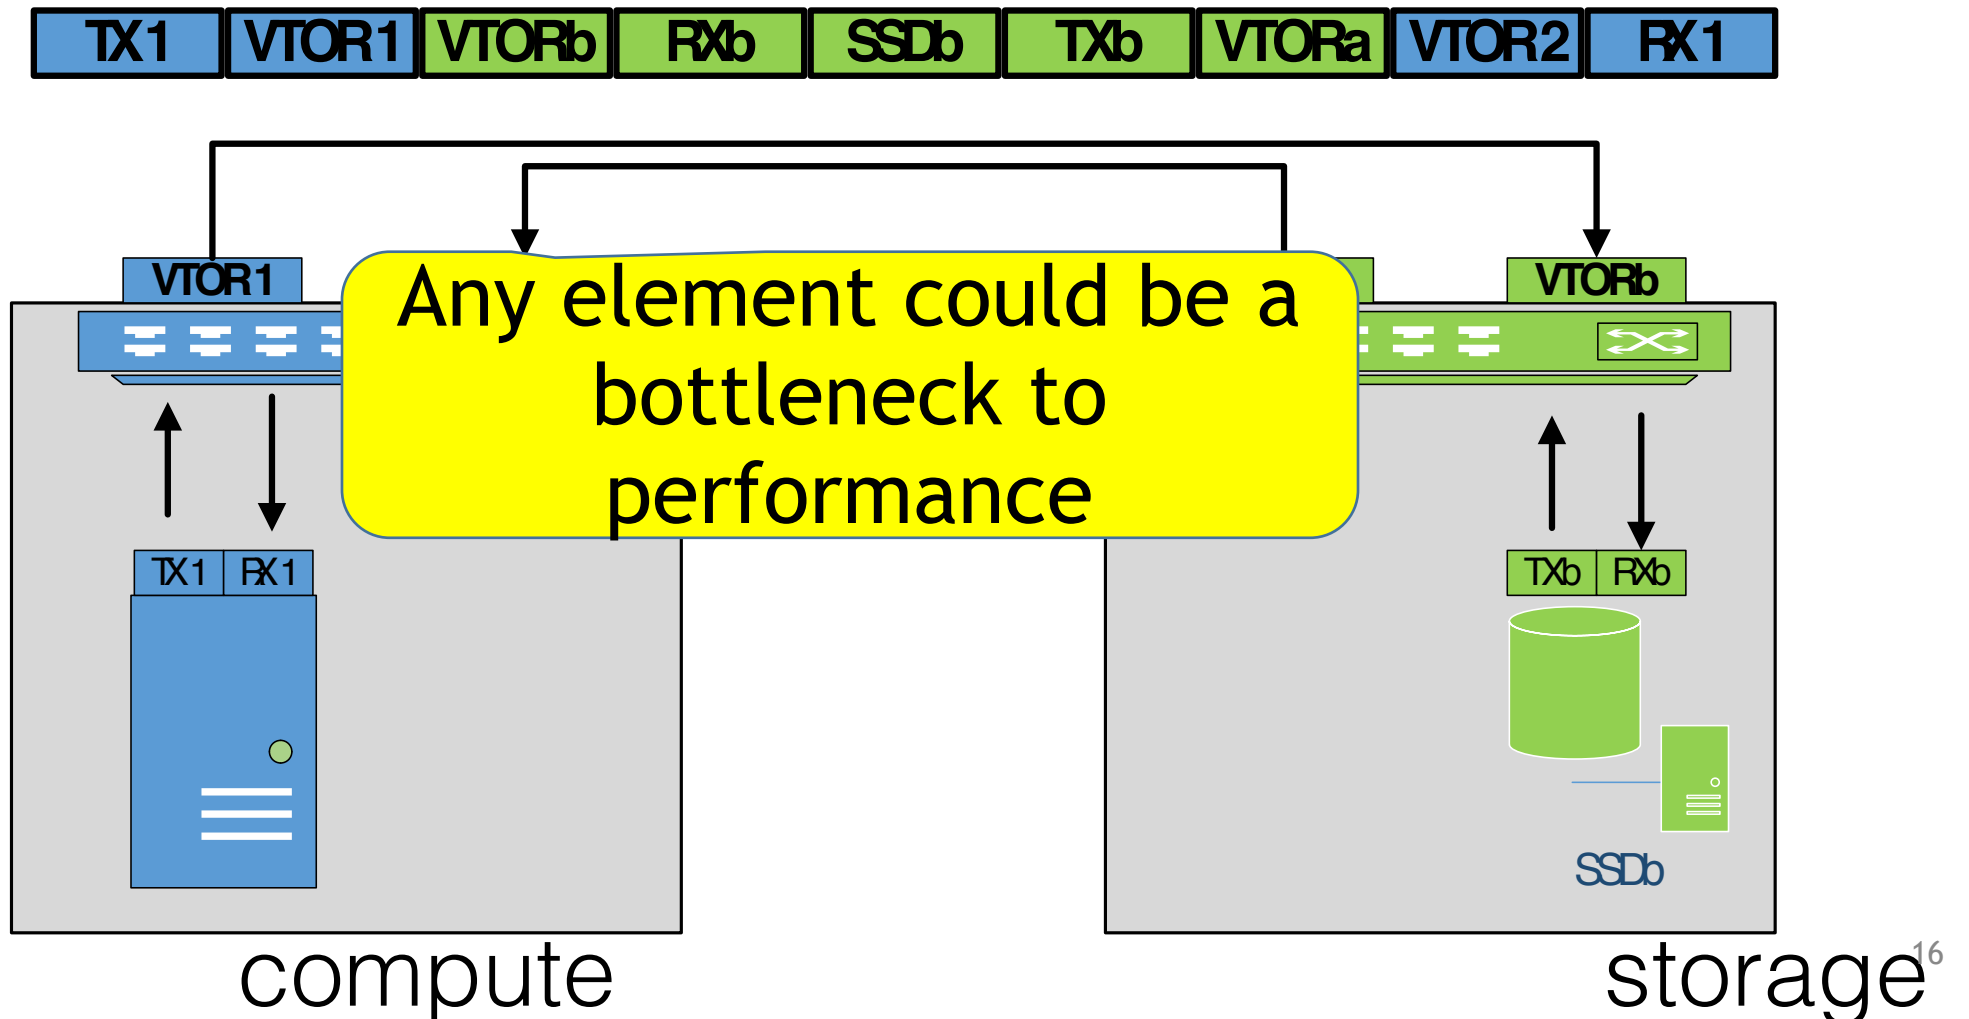 TX1 VTOR1 VTORb RXb SSDb TXb VTORa VTOR2 RX1
VTOR1
VTORb
Any element could be a
bottleneck to
performance
TX1 RX1
TXb RXb
SSDb
compute
storage
16